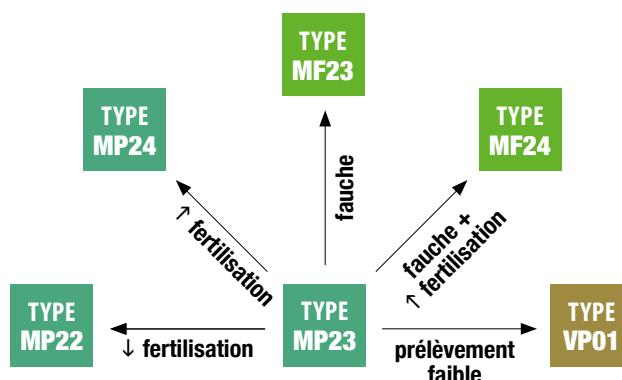 TYPE
MF23
TYPE
MP24
TYPE
MF24
fauche
↑ fertilisation
fauche +
↑ fertilisation
TYPE
MP22
↓ fertilisation
TYPE
MP23
prélèvement
faible
TYPE
VP01